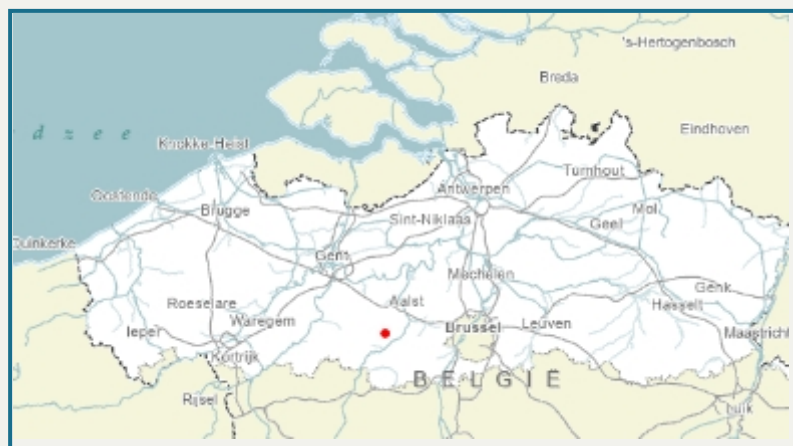 's-Hertogenbosch
Breda
d z e e
Eindhoven
Knokke-Heist
Turnhout
Oostende
Antwerpen
Mol
Brugge
Sint-Niklaas
Geel
Duinkerke
Gent
Mechelen
Genk
Roeselare
Aalst
Hasselt
Ieper
Waregem
Brussel
Leuven
Maastricht
Kortrijk
BELGIË
Rijsel
Luik